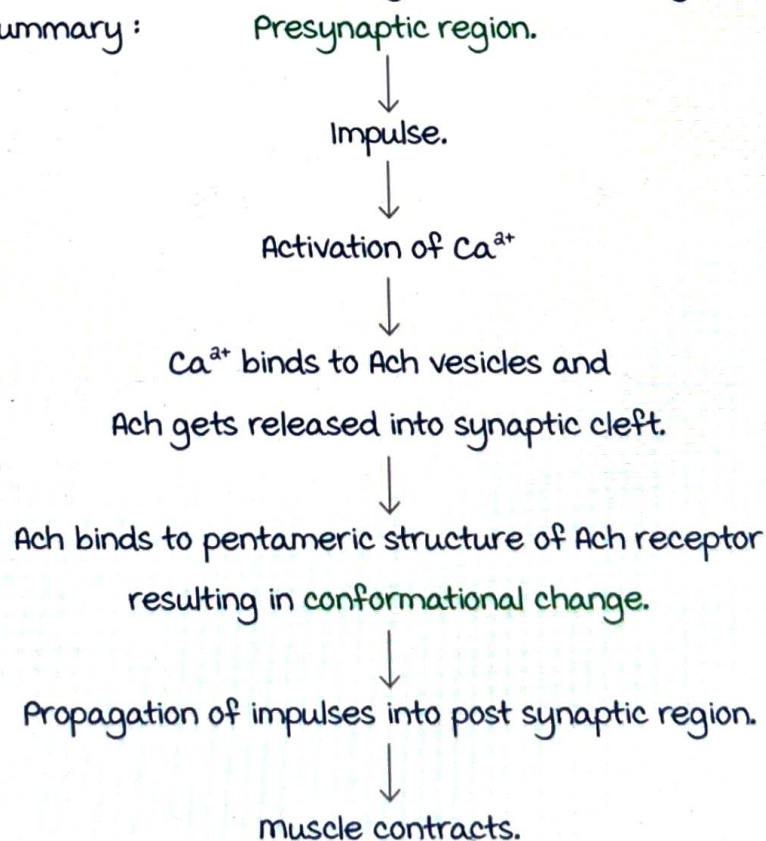 ummary : Presynaptic region.
Impulse.
Activation of Ca²⁺
Ca²⁺ binds to Ach vesicles and
Ach gets released into synaptic cleft.
Ach binds to pentameric structure of Ach receptor
resulting in conformational change.
Propagation of impulses into post synaptic region.
muscle contracts.